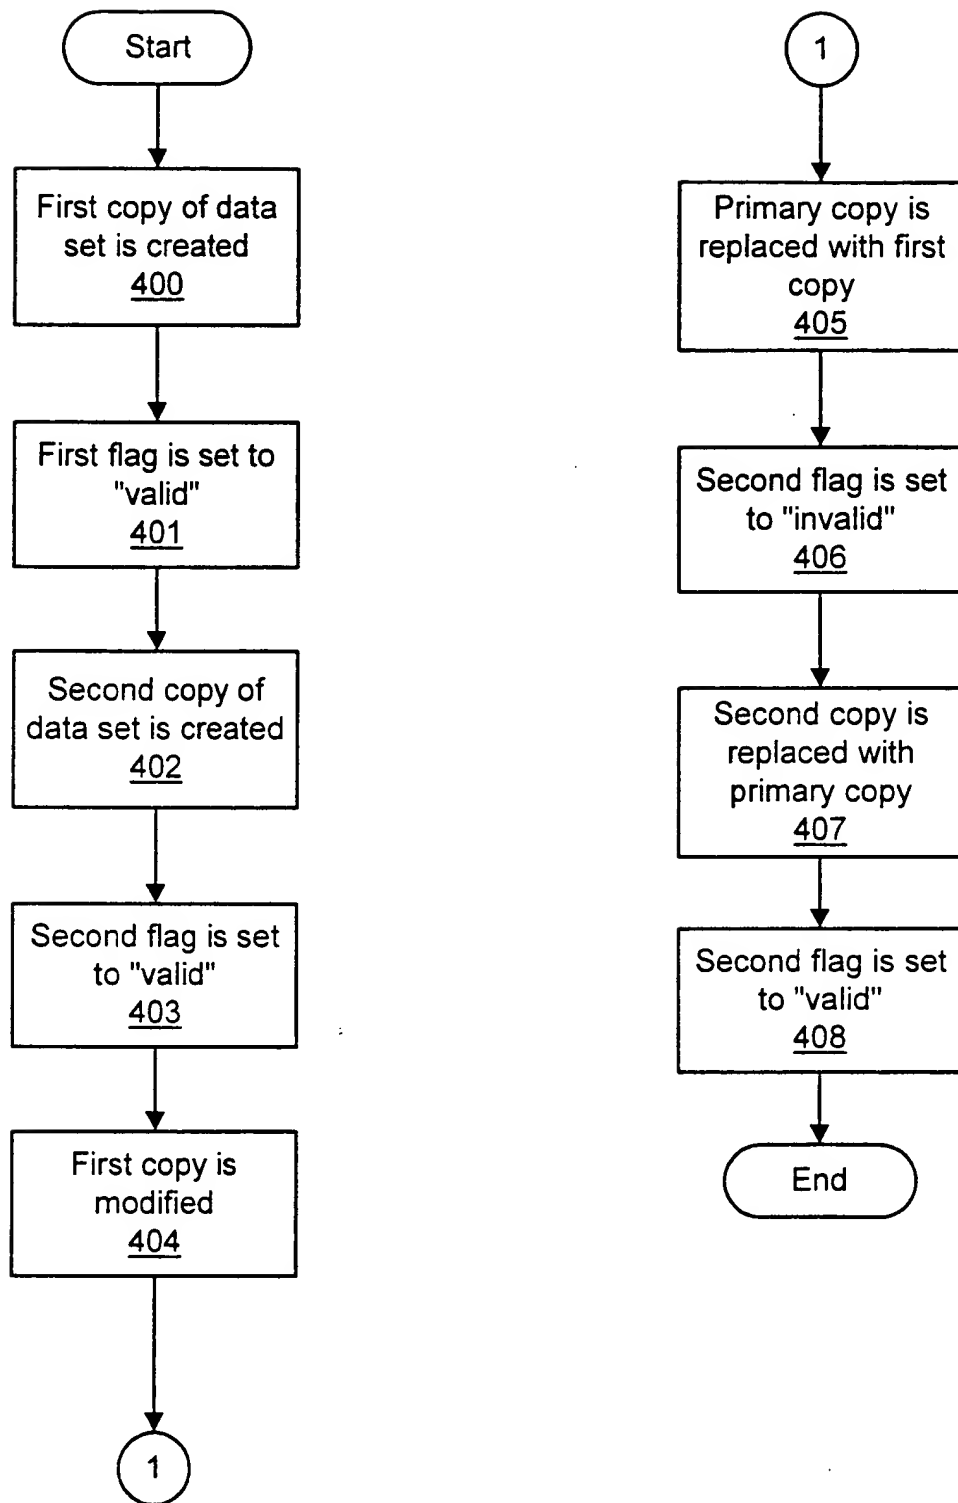 Start
First copy of data
set is created
400
First flag is set to
"valid"
401
Second copy of
data set is created
402
Second flag is set
to "valid"
403
First copy is
modified
404
1
1
Primary copy is
replaced with first
copy
405
Second flag is set
to "invalid"
406
Second copy is
replaced with
primary copy
407
Second flag is set
to "valid"
408
End